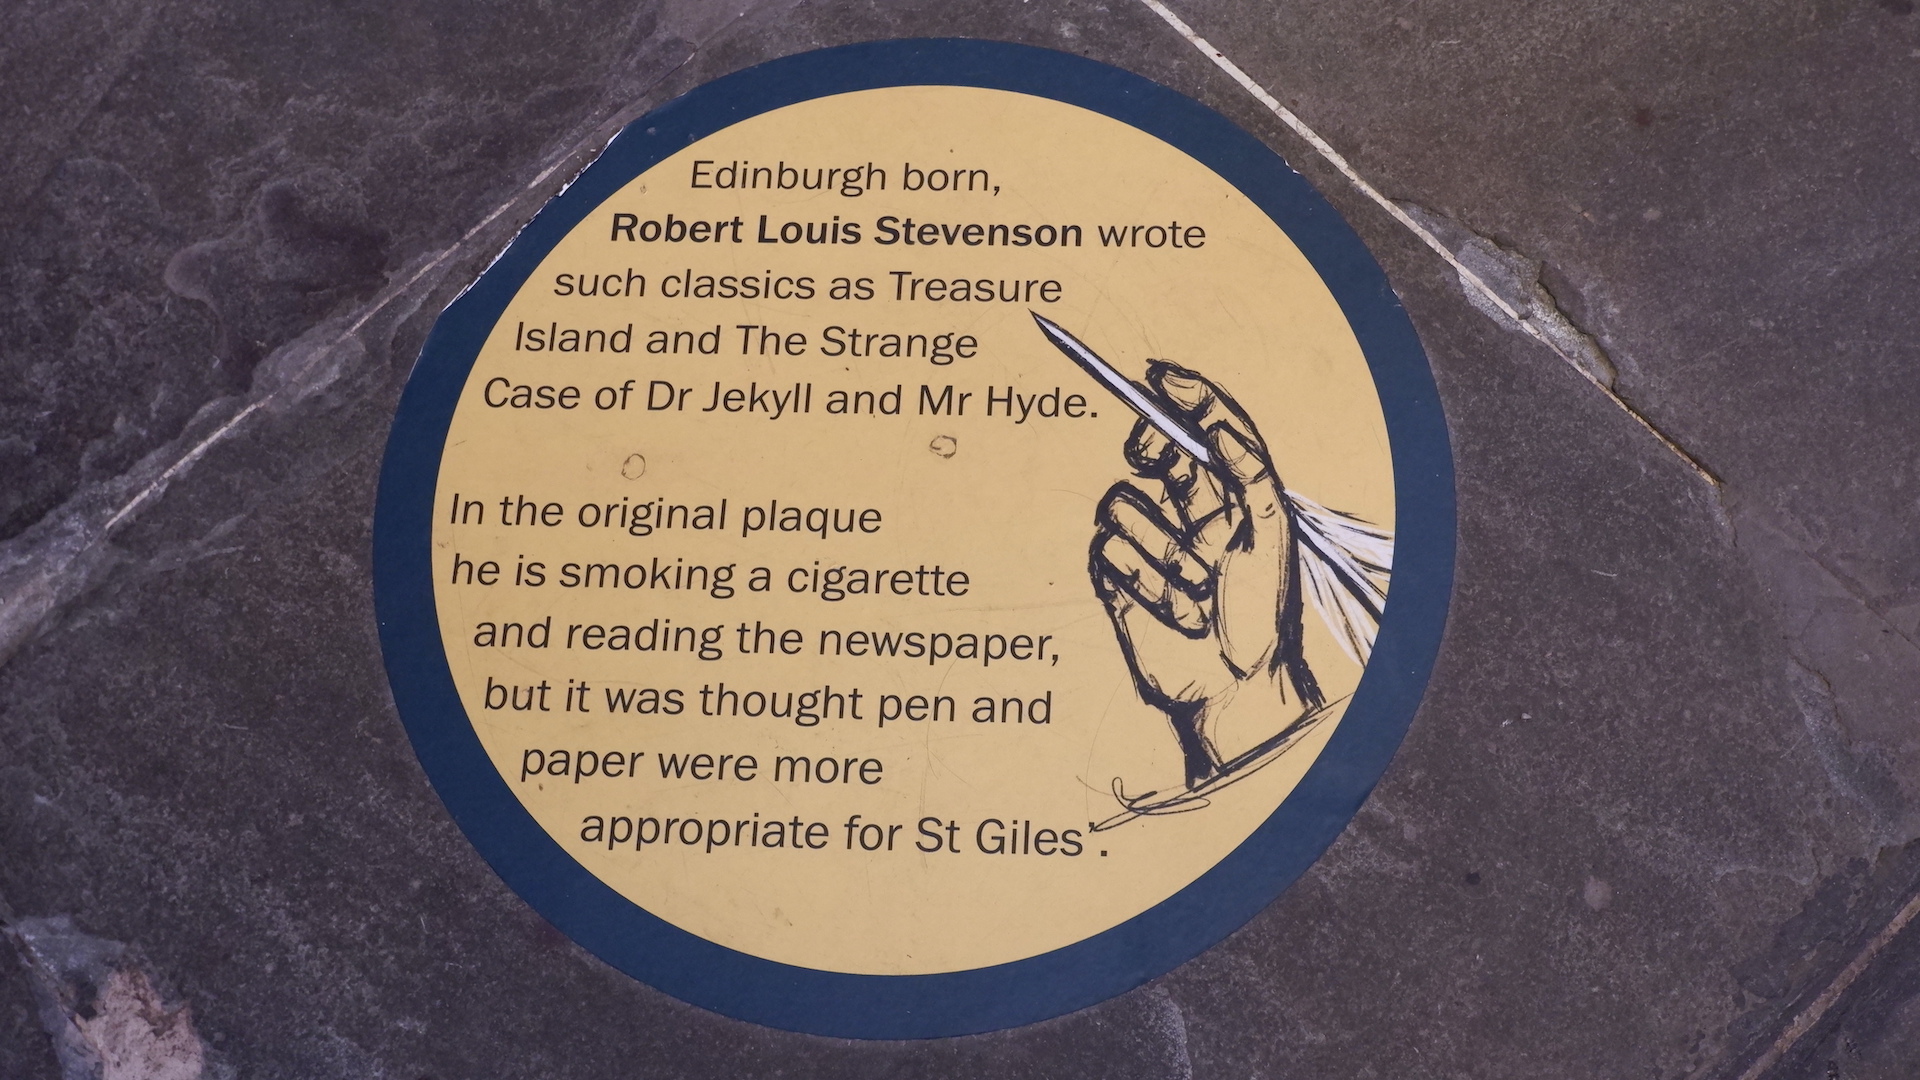 Edinburgh born,
Robert Louis Stevenson wrote
such classics as Treasure
Island and The Strange
Case of Dr Jekyll and Mr Hyde.
In the original plaque
he is smoking a cigarette
and reading the newspaper,
but it was thought pen and
paper were more
appropriate for St Giles’.